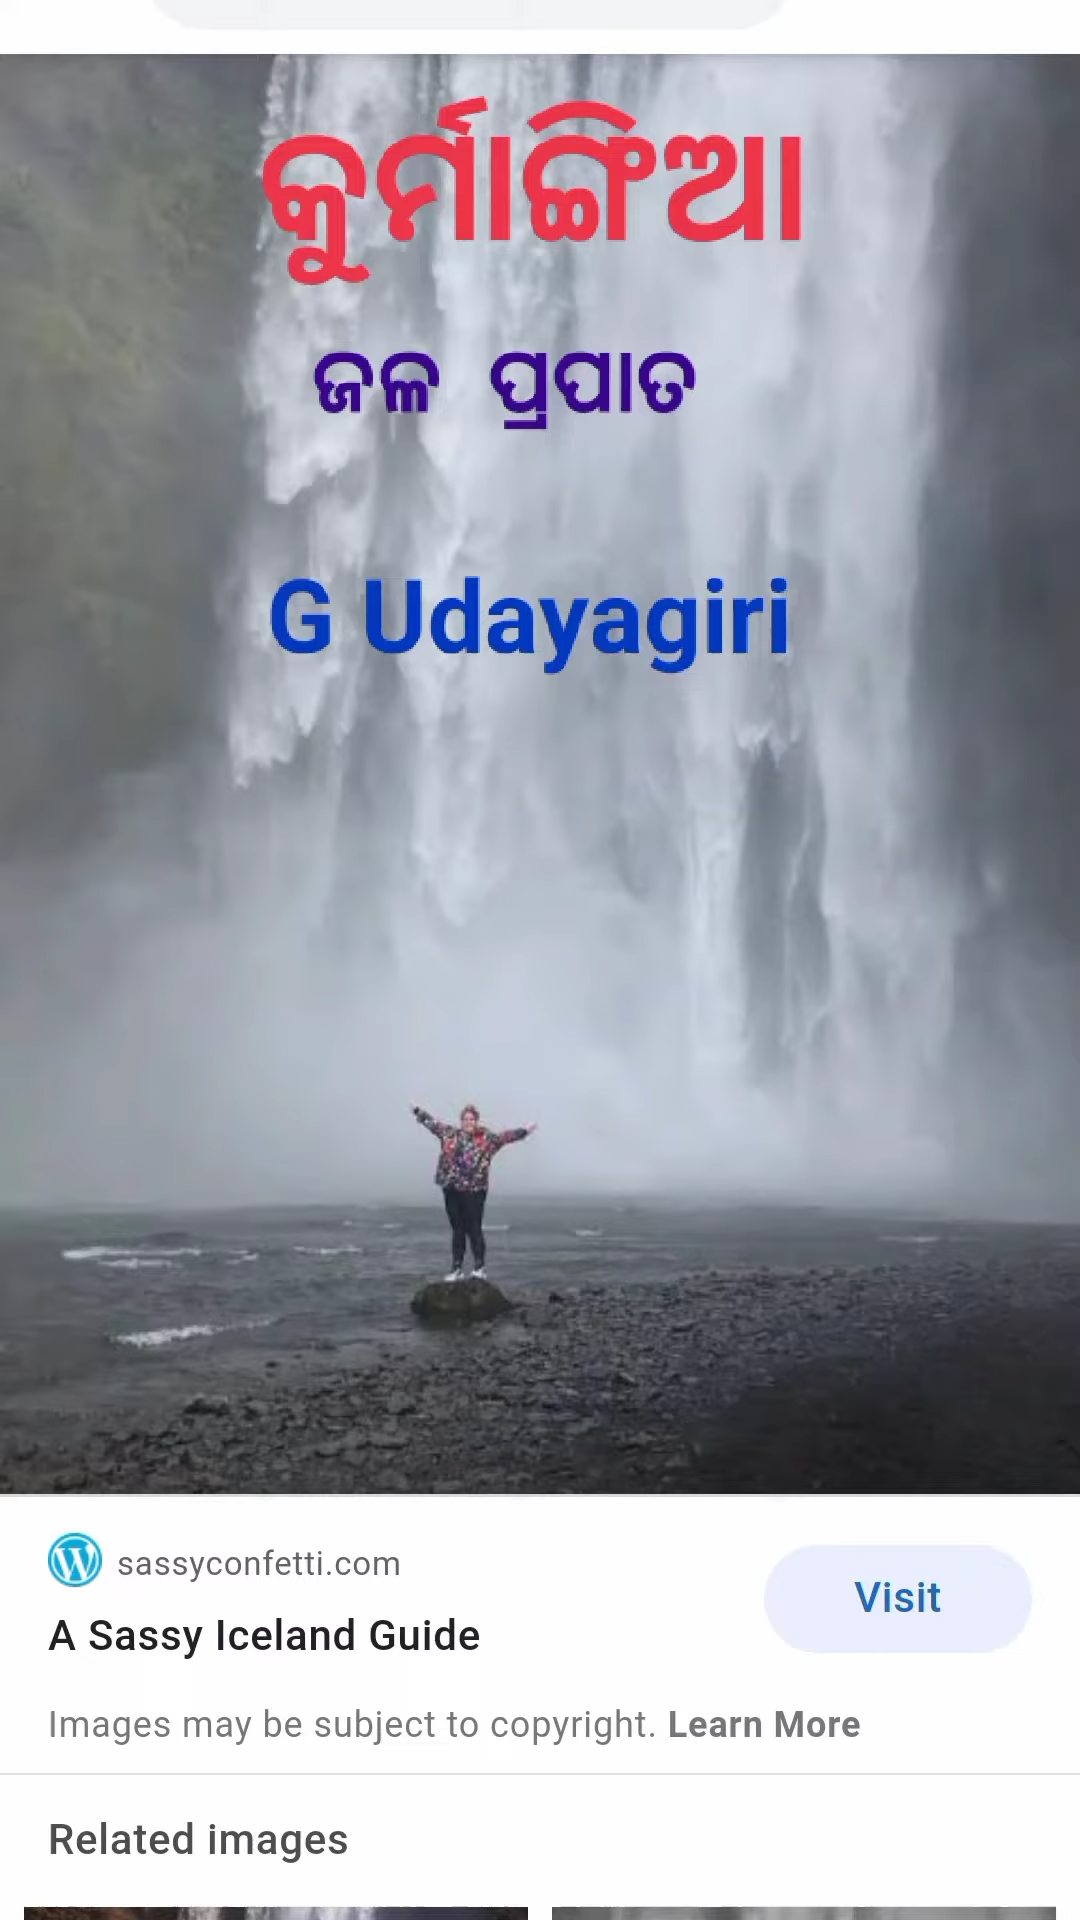 କୁର୍ମାଙ୍ଗିଆ
ଜଳ ପ୍ରପାତ
G Udayagiri
sassyconfetti.com
Visit
A Sassy Iceland Guide
Images may be subject to copyright. Learn More
Related images